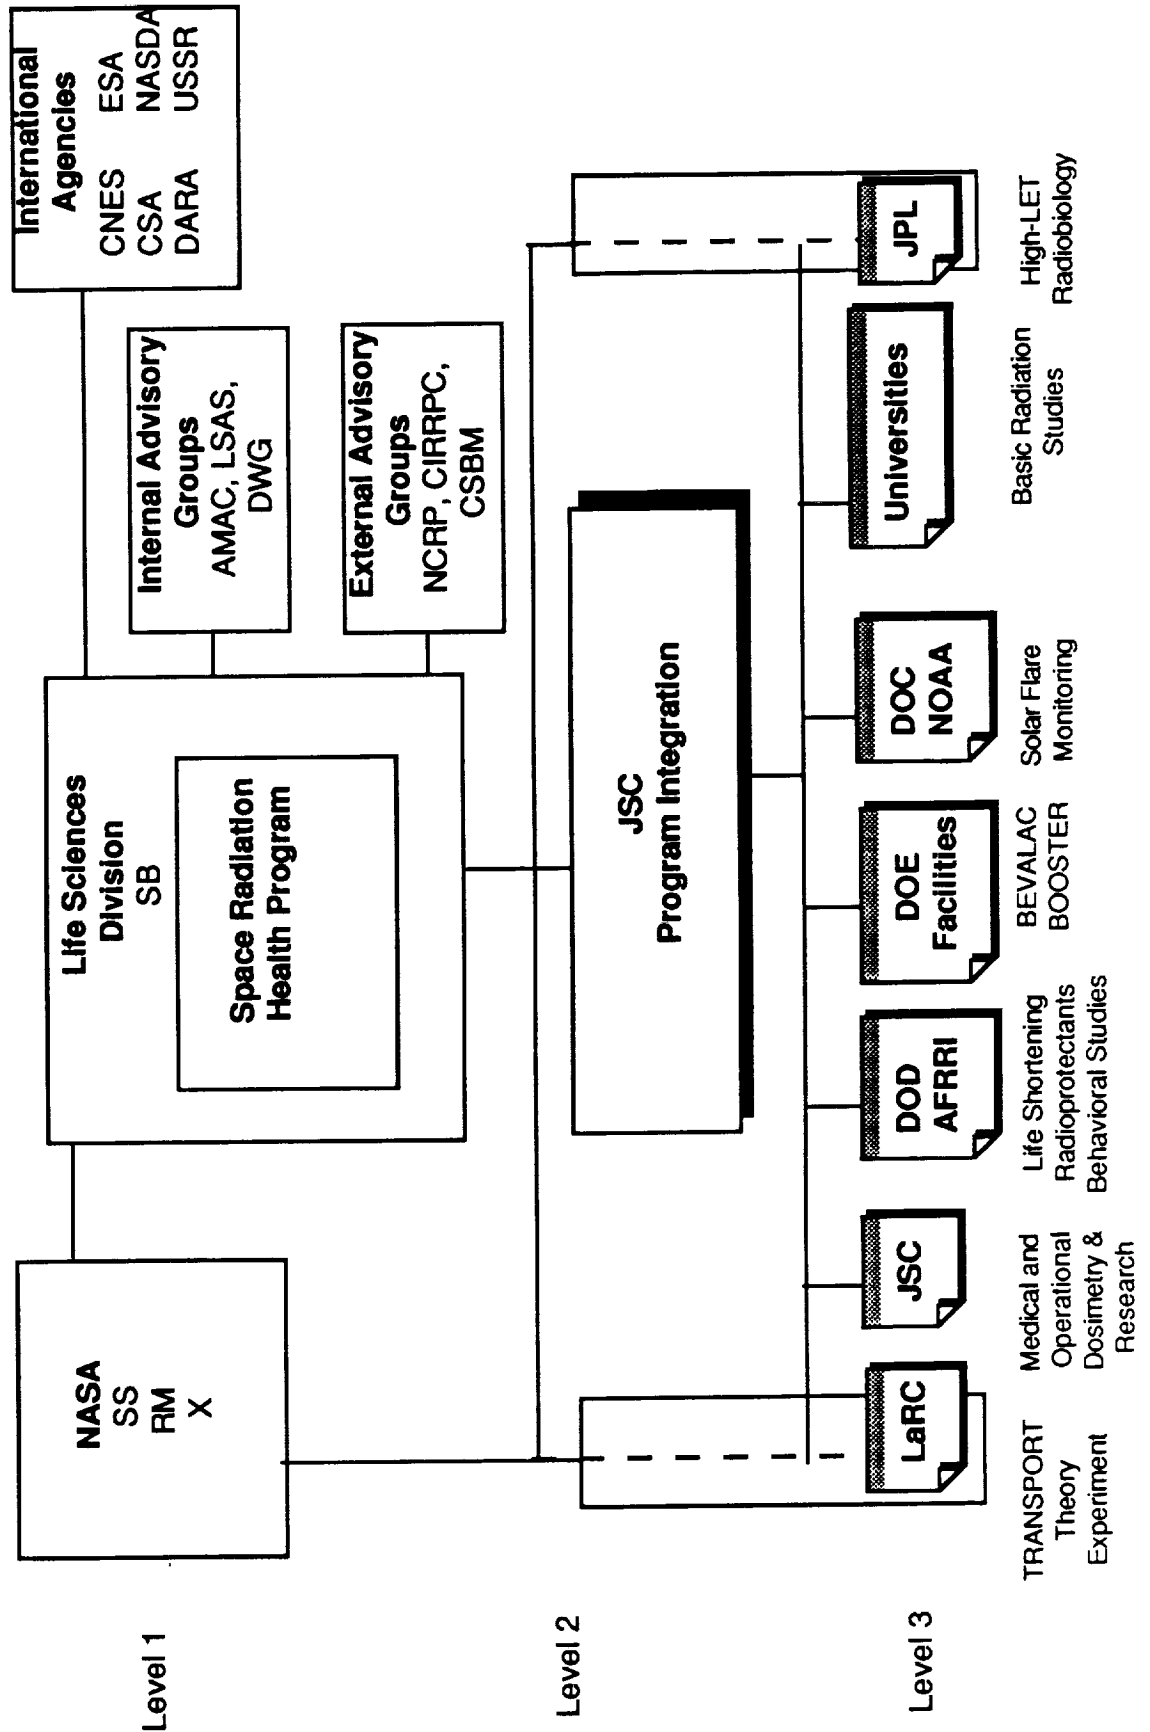 Level 1
NASA
SS
RM
X
Life Sciences
Division
SB
Space Radiation
Health Program
International
Agencies
CNES ESA
CSA NASDA
DARA USSR
Internal Advisory
Groups
AMAC, LSAS,
DWG
External Advisory
Groups
NCRP, CIRRPC,
CSBM
Level 2
JSC
Program Integration
Level 3
LaRC
JSC
DOD
AFRRI
DOE
Facilities
DOC
NOAA
Universities
JPL
TRANSPORT
Theory
Experiment
Medical and
Operational
Dosimetry &
Research
Life Shortening
Radioprotectants
Behavioral Studies
BEVALAC
BOOSTER
Solar Flare
Monitoring
Basic Radiation
Studies
High-LET
Radiobiology